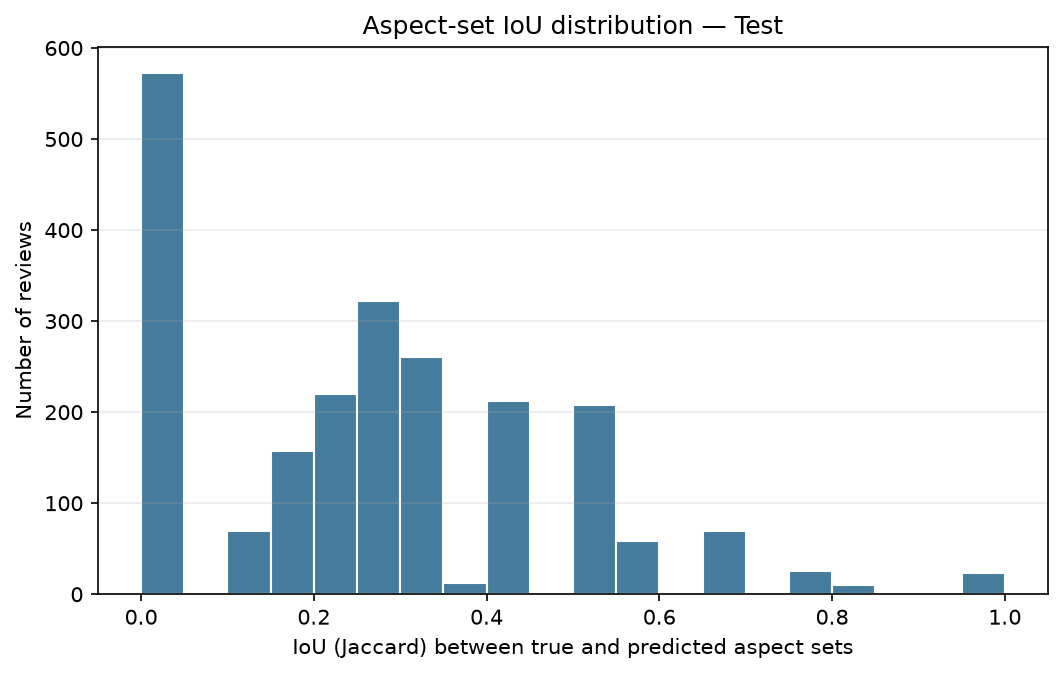 Aspect-set IoU distribution — Test
600
500
400
300
200
100
0
Number of reviews
0.0 0.2 0.4 0.6 0.8 1.0
IoU (Jaccard) between true and predicted aspect sets